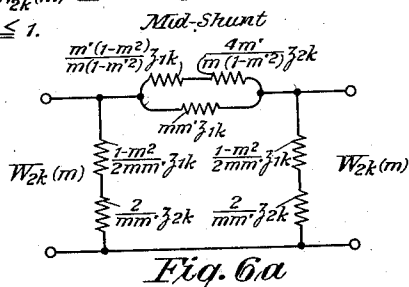 2k(m)
≤ 1.
Mid-Shunt
m'(1-m²)/m(1-m'²) z1k
4m'/m(1-m'²) z2k
mm' z1k
W2k(m)
1-m²/2mm' z1k
1-m²/2mm' z1k
W2k(m)
2/mm' z2k
2/mm' z2k
Fig. 6a